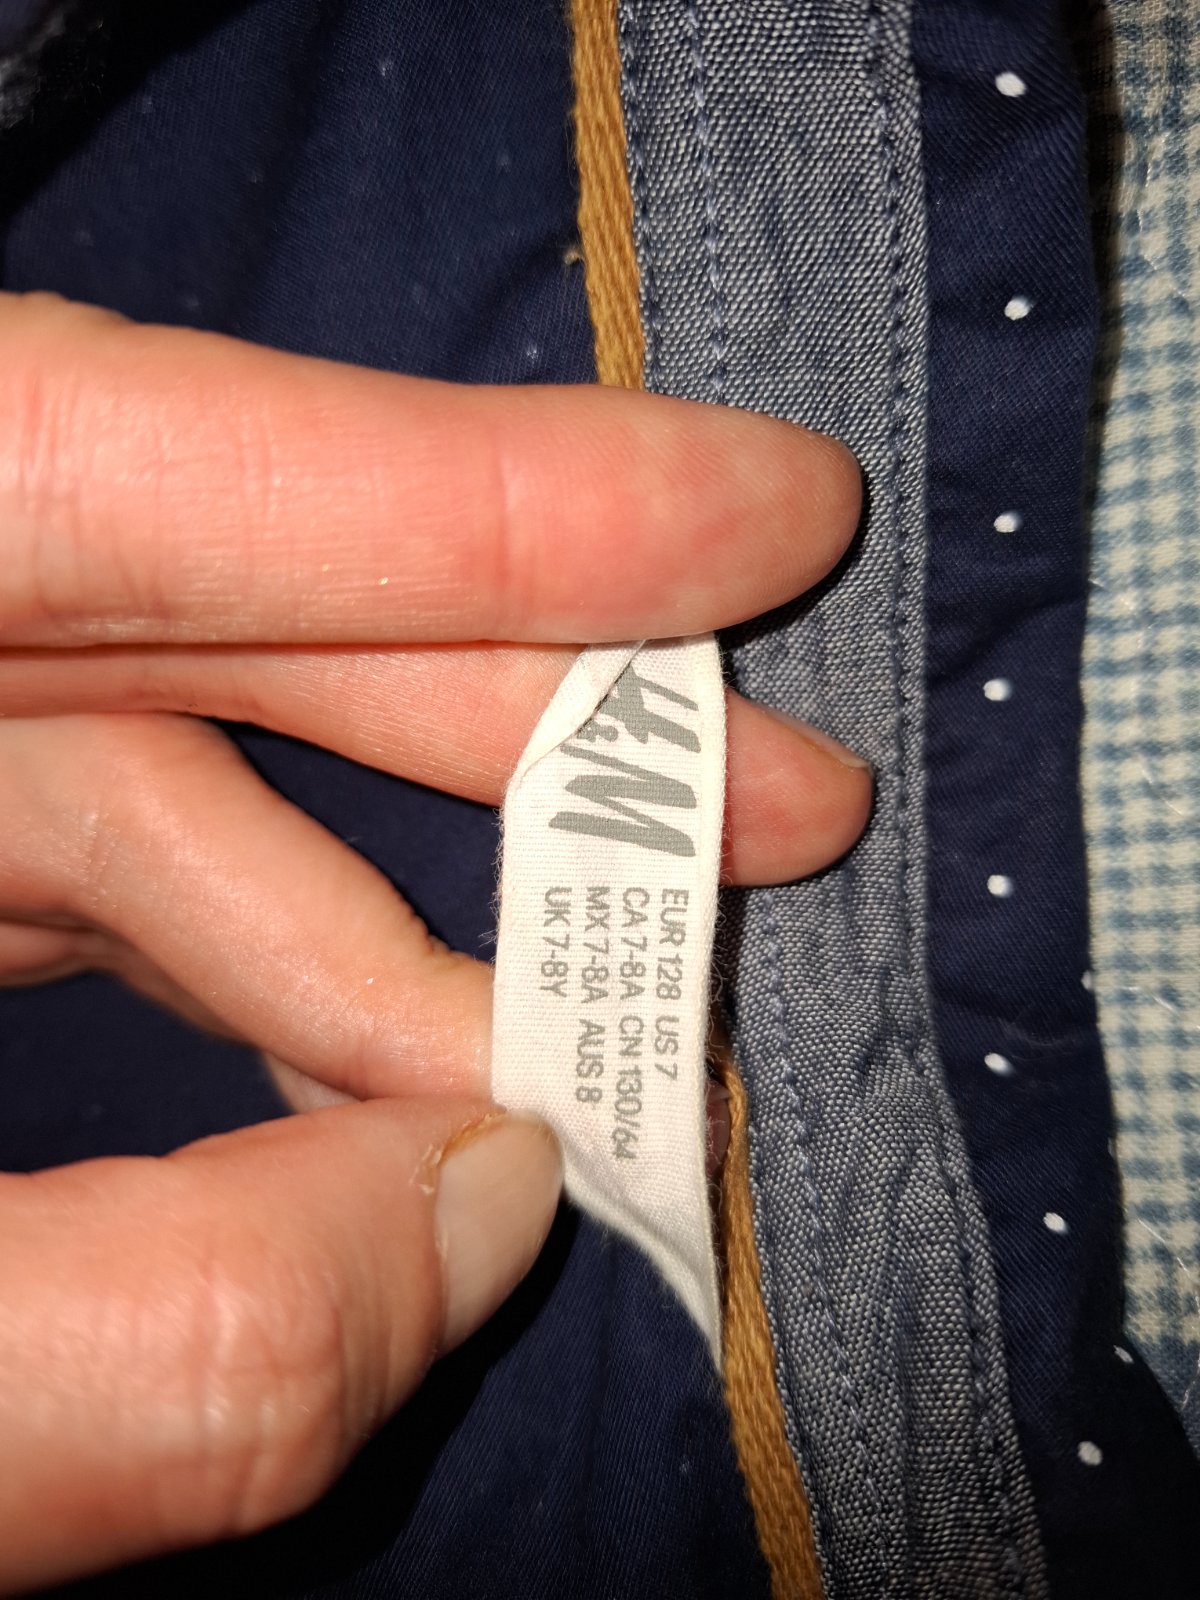 H&M
EUR 128 US 7
CA 7-8A CN 130/64
MX 7-8A AUS 8
UK 7-8Y